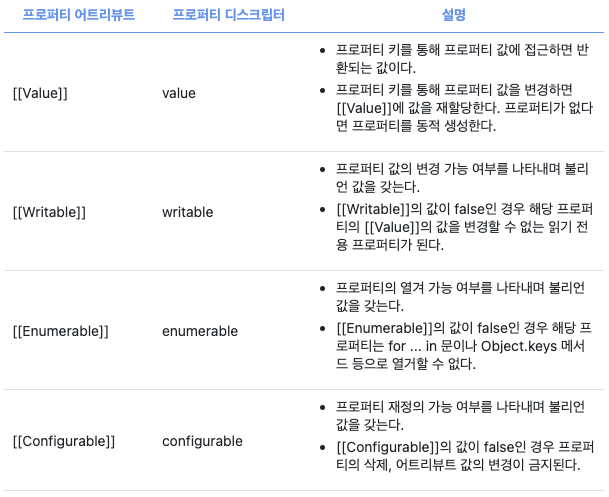 프로퍼티 어트리뷰트 프로퍼티 디스크립터 설명
[[Value]] value
• 프로퍼티 키를 통해 프로퍼티 값에 접근하면 반
환되는 값이다.
• 프로퍼티 키를 통해 프로퍼티 값을 변경하면
[[Value]]에 값을 재할당한다. 프로퍼티가 없다
면 프로퍼티를 동적 생성한다.
[[Writable]] writable
• 프로퍼티 값의 변경 가능 여부를 나타내며 불리
언 값을 갖는다.
• [[Writable]]의 값이 false인 경우 해당 프로퍼
티의 [[Value]]의 값을 변경할 수 없는 읽기 전
용 프로퍼티가 된다.
[[Enumerable]] enumerable
• 프로퍼티의 열겨 가능 여부를 나타내며 불리언
값을 갖는다.
• [[Enumerable]]의 값이 false인 경우 해당 프
로퍼티는 for ... in 문이나 Object.keys 메서
드 등으로 열거할 수 없다.
[[Configurable]] configurable
• 프로퍼티 재정의 가능 여부를 나타내며 불리언
값을 갖는다.
• [[Configurable]]의 값이 false인 경우 프로퍼
티의 삭제, 어트리뷰트 값의 변경이 금지된다.